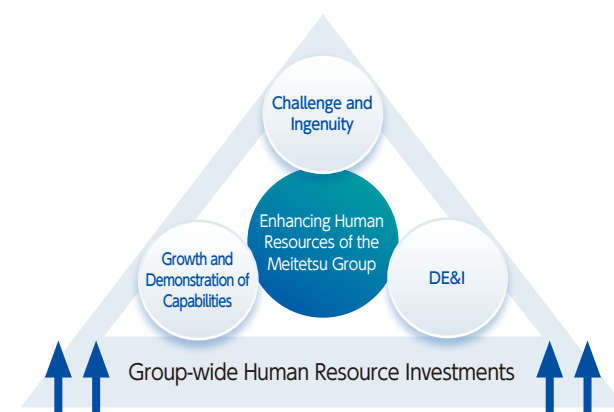 Challenge and
Ingenuity
Enhancing Human
Resources of the
Meitetsu Group
Growth and
Demonstration of
Capabilities
DE&I
Group-wide Human Resource Investments